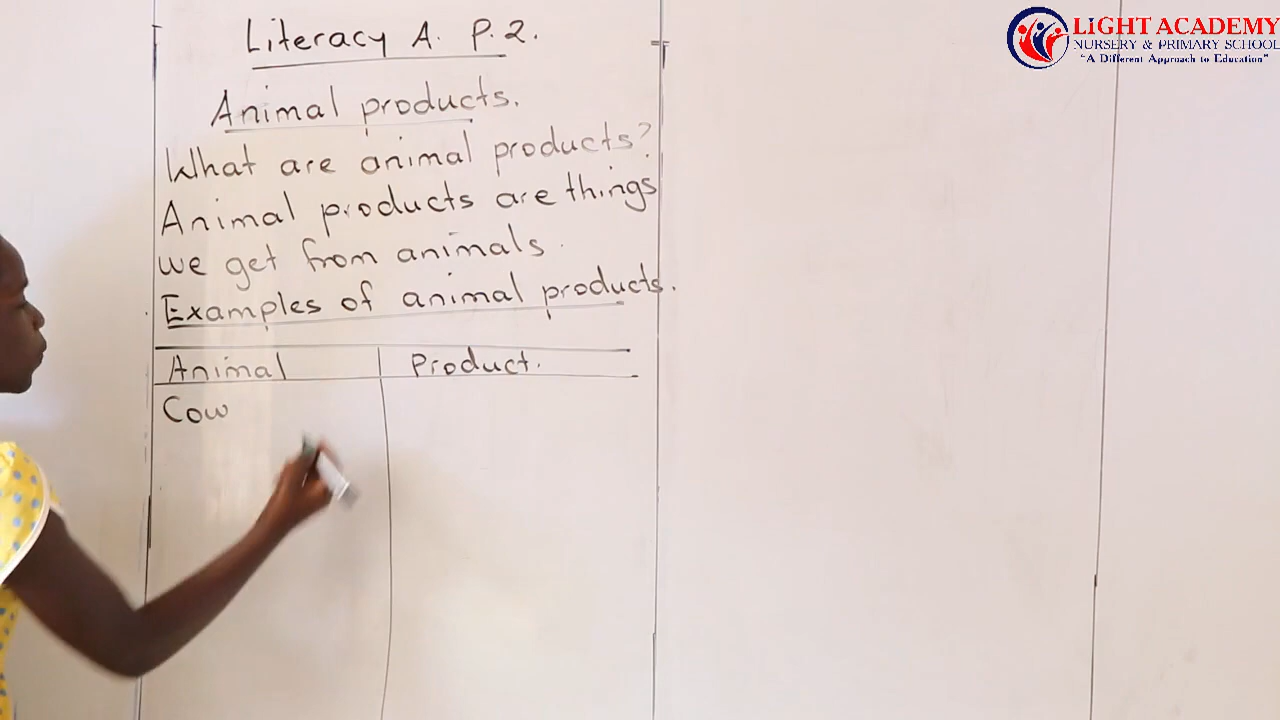 Literacy A. P.2.
Animal products.
What are animal products?
Animal products are things
we get from animals.
Examples of animal products.
Animal Product.
Cow
LIGHT ACADEMY
NURSERY & PRIMARY SCHOOL
"A Different Approach to Education"